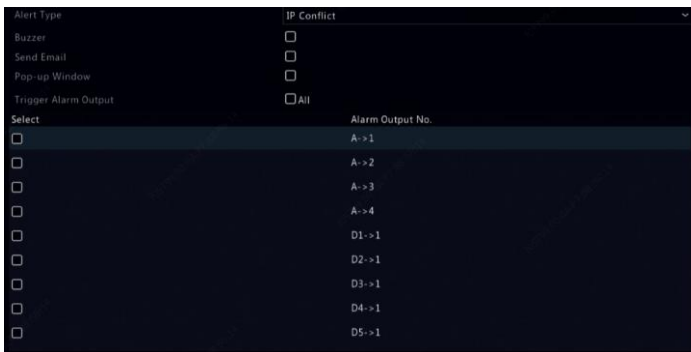 Alert Type IP Conflict
Buzzer
Send Email
Pop-up Window
Trigger Alarm Output All
Select Alarm Output No.
A->1
A->2
A->3
A->4
D1->1
D2->1
D3->1
D4->1
D5->1